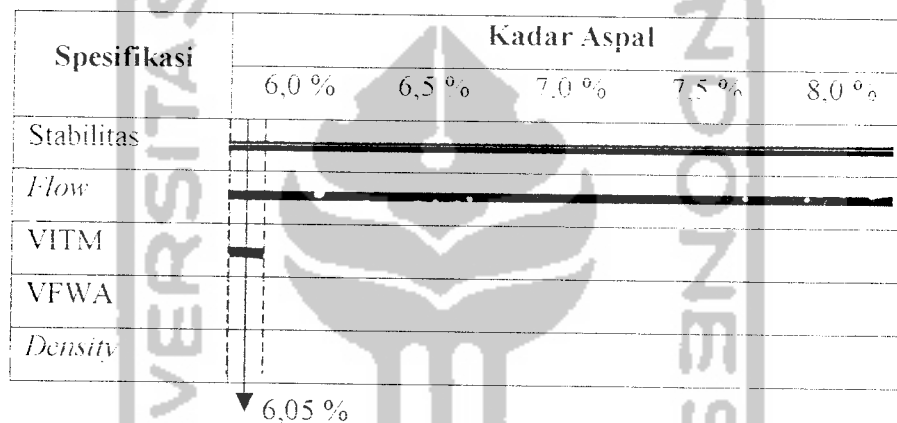 Spesifikasi
Kadar Aspal
6,0 % 6,5 % 7,0 % 7,5 % 8,0 %
Stabilitas
Flow
VITM
VFWA
Density
6,05 %